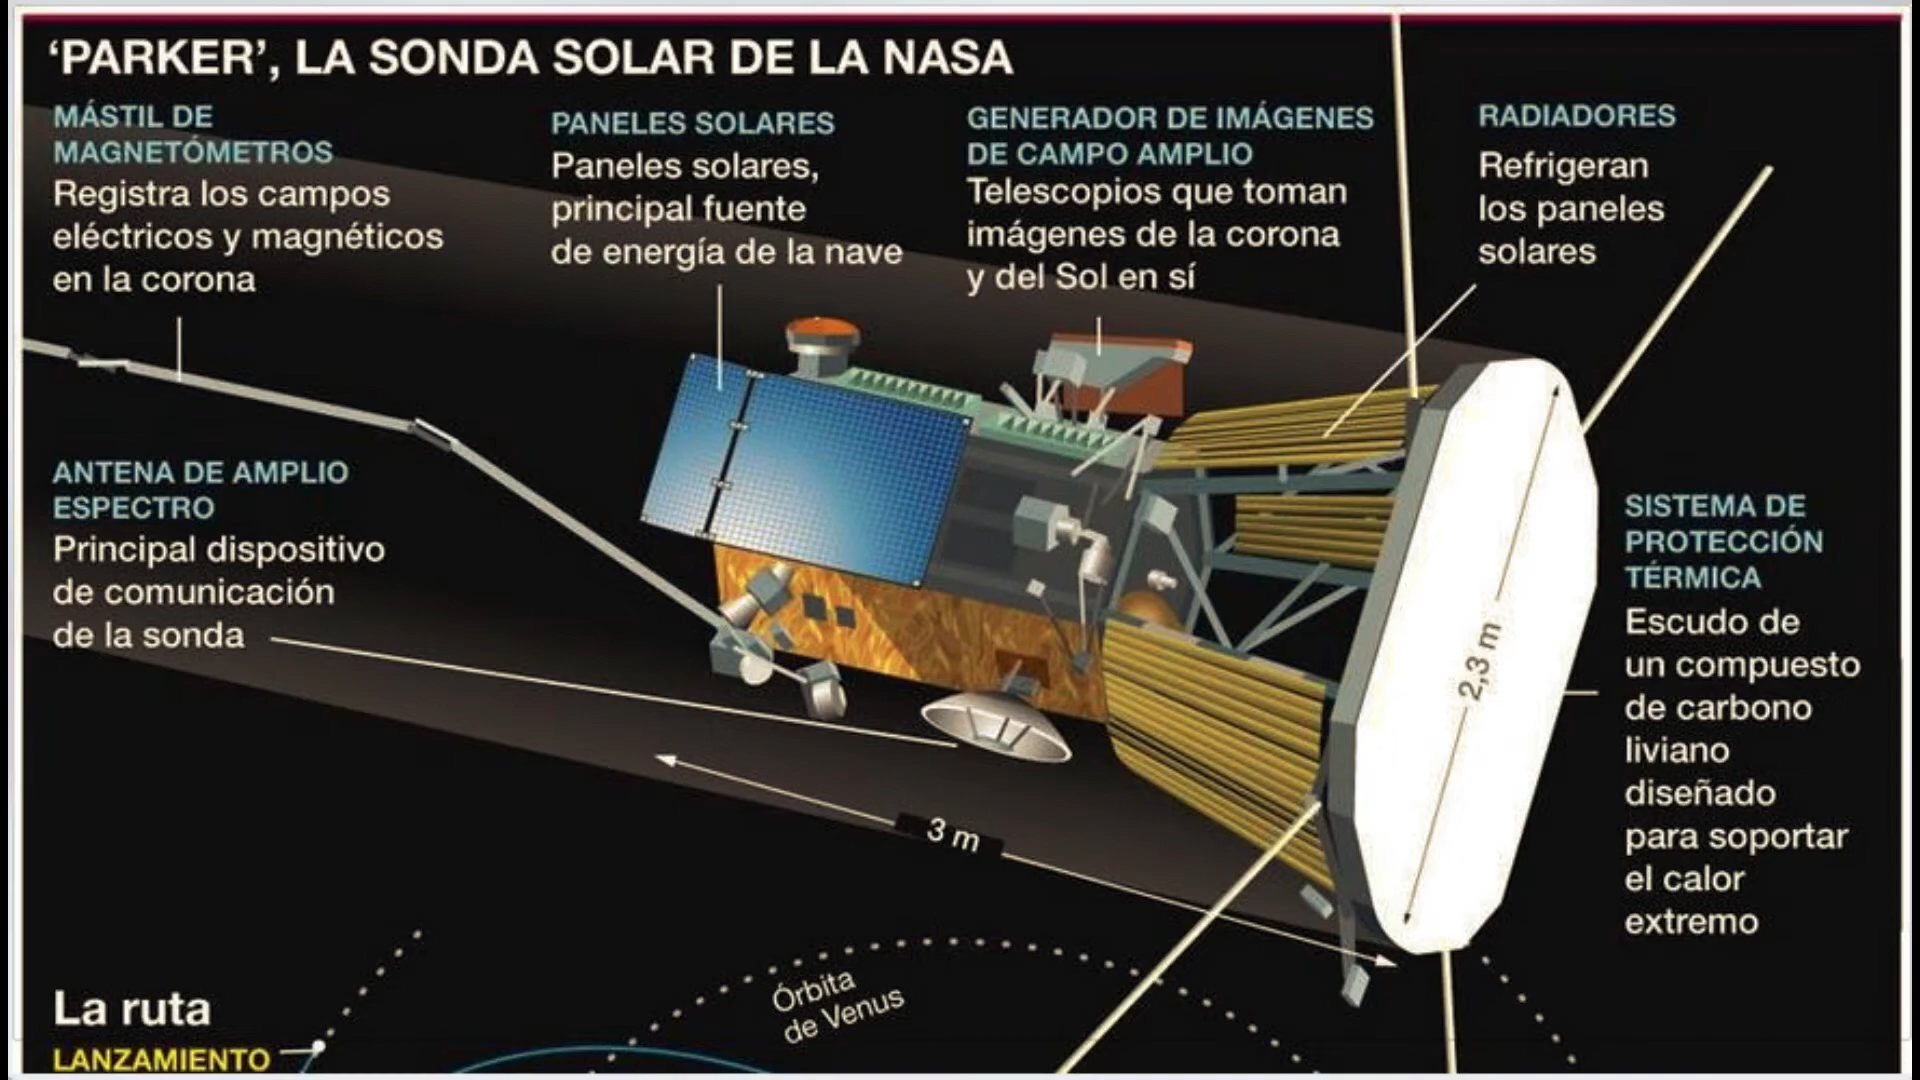 ‘PARKER’, LA SONDA SOLAR DE LA NASA
MÁSTIL DE
MAGNETÓMETROS
Registra los campos
eléctricos y magnéticos
en la corona
PANELES SOLARES
Paneles solares,
principal fuente
de energía de la nave
GENERADOR DE IMÁGENES
DE CAMPO AMPLIO
Telescopios que toman
imágenes de la corona
y del Sol en sí
RADIADORES
Refrigeran
los paneles
solares
ANTENA DE AMPLIO
ESPECTRO
Principal dispositivo
de comunicación
de la sonda
SISTEMA DE
PROTECCIÓN
TÉRMICA
Escudo de
un compuesto
de carbono
liviano
diseñado
para soportar
el calor
extremo
2,3 m
3 m
Órbita
de Venus
La ruta
LANZAMIENTO